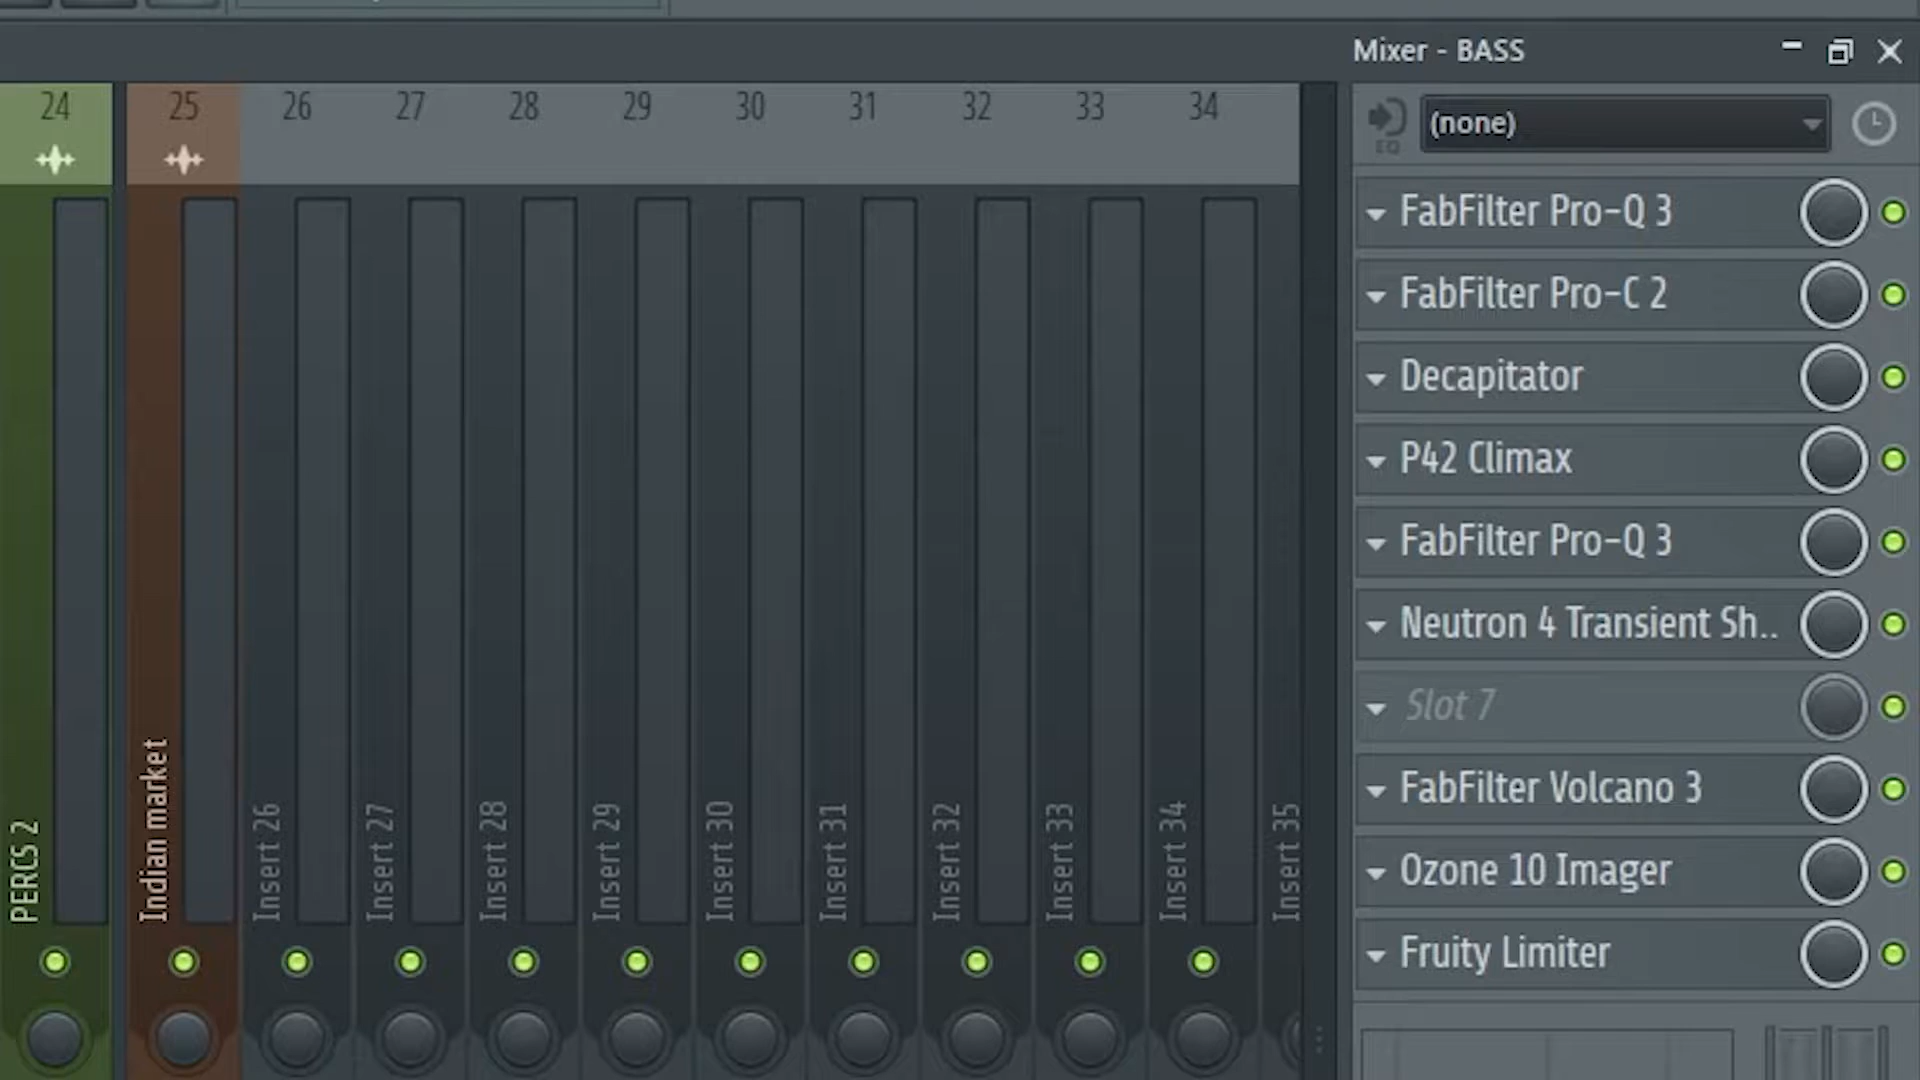 Mixer - BASS
24
25
26
27
28
29
30
31
32
33
34
EQ
(none)
FabFilter Pro-Q 3
FabFilter Pro-C 2
Decapitator
P42 Climax
FabFilter Pro-Q 3
Neutron 4 Transient Sh..
Slot 7
FabFilter Volcano 3
Ozone 10 Imager
Fruity Limiter
PERCS 2
Indian market
Insert 26
Insert 27
Insert 28
Insert 29
Insert 30
Insert 31
Insert 32
Insert 33
Insert 34
Insert 35